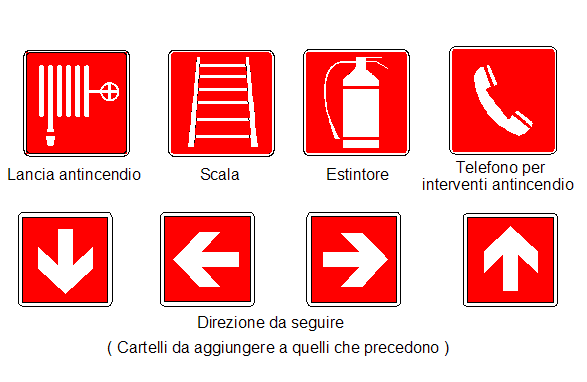 Lancia antincendio
Scala
Estintore
Telefono per
interventi antincendio
Direzione da seguire
( Cartelli da aggiungere a quelli che precedono )